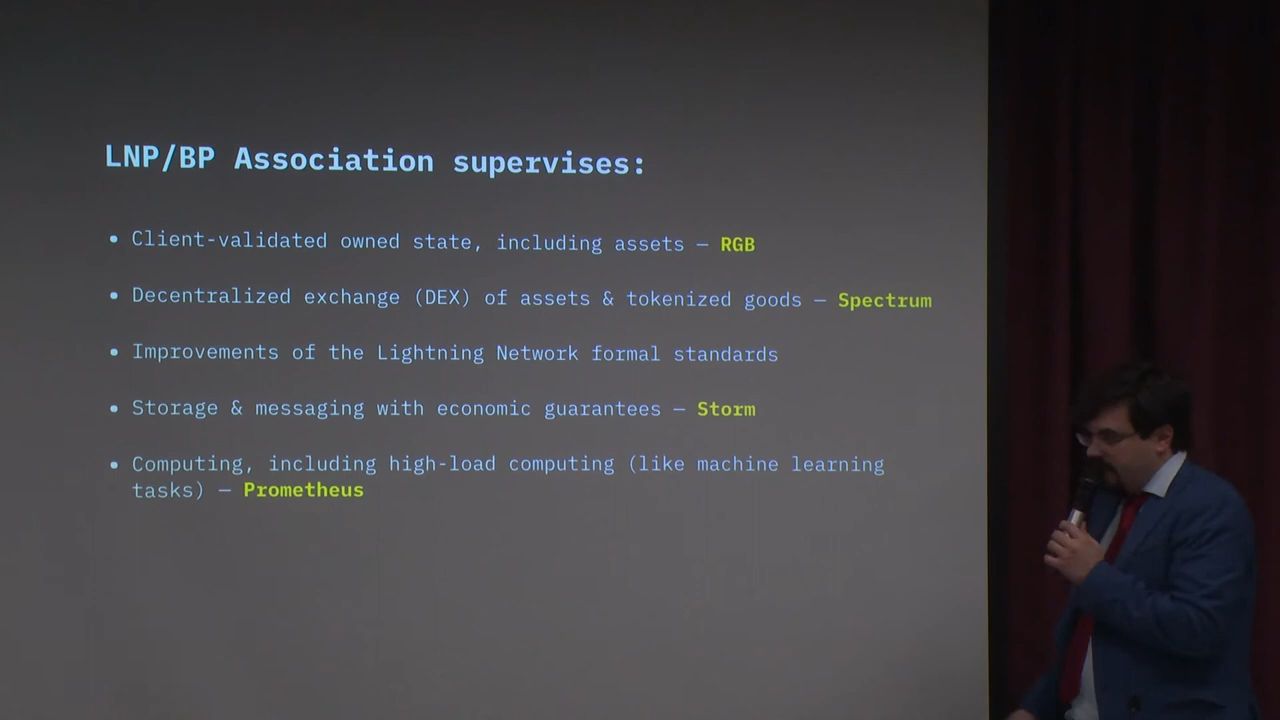 LNP/BP Association supervises:
• Client-validated owned state, including assets – RGB
• Decentralized exchange (DEX) of assets & tokenized goods – Spectrum
• Improvements of the Lightning Network formal standards
• Storage & messaging with economic guarantees – Storm
• Computing, including high-load computing (like machine learning
tasks) – Prometheus